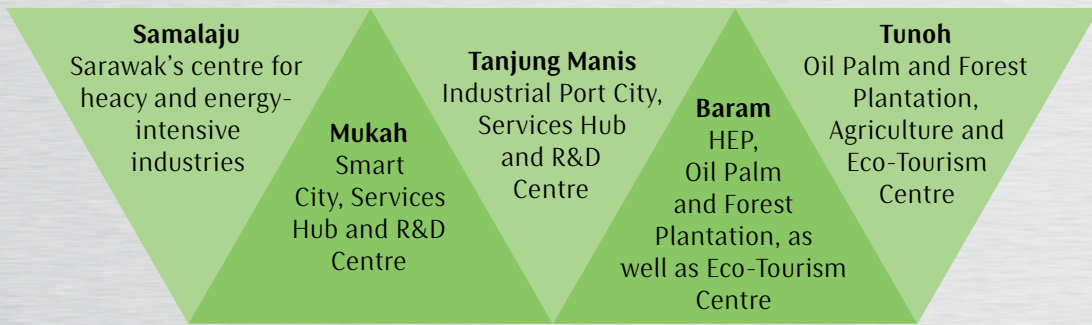 Samalaju
Sarawak’s centre for
heacy and energy-
intensive
industries
Mukah
Smart
City, Services
Hub and R&D
Centre
Tanjung Manis
Industrial Port City,
Services Hub
and R&D
Centre
Baram
HEP,
Oil Palm
and Forest
Plantation, as
well as Eco-Tourism
Centre
Tunoh
Oil Palm and Forest
Plantation,
Agriculture and
Eco-Tourism
Centre